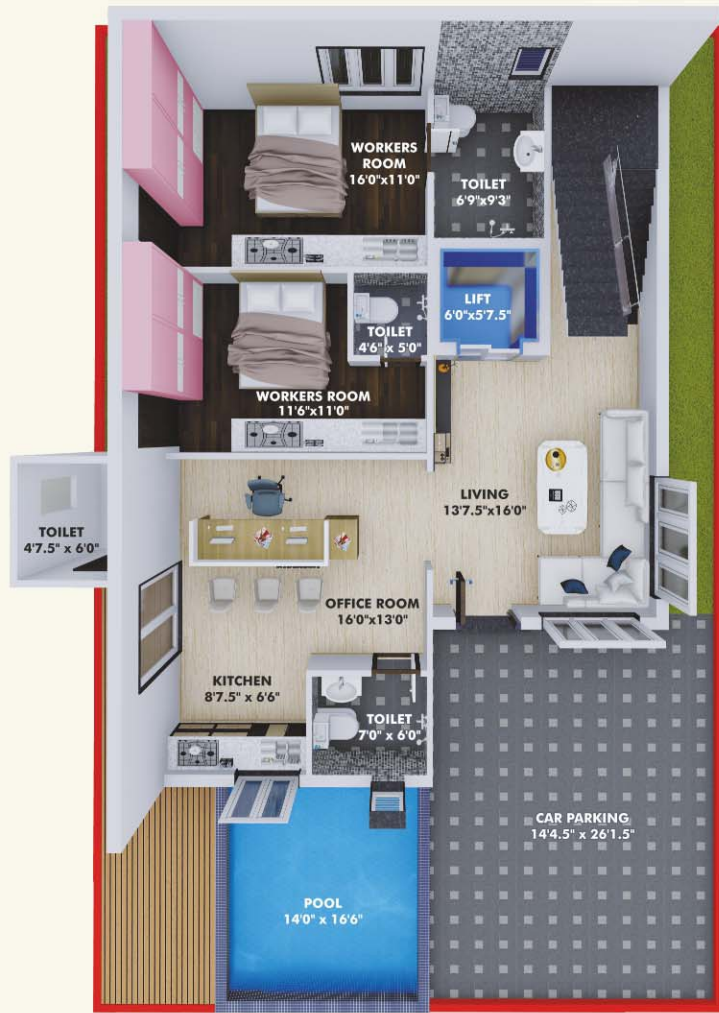 WORKERS
ROOM
16'0"x11'0"
TOILET
6'9"x9'3"
LIFT
6'0"x5'7.5"
TOILET
4'6" x 5'0"
WORKERS ROOM
11'6"x11'0"
LIVING
13'7.5"x16'0"
TOILET
4'7.5" x 6'0"
OFFICE ROOM
16'0"x13'0"
KITCHEN
8'7.5" x 6'6"
TOILET
7'0" x 6'0"
CAR PARKING
14'4.5" x 26'1.5"
POOL
14'0" x 16'6"